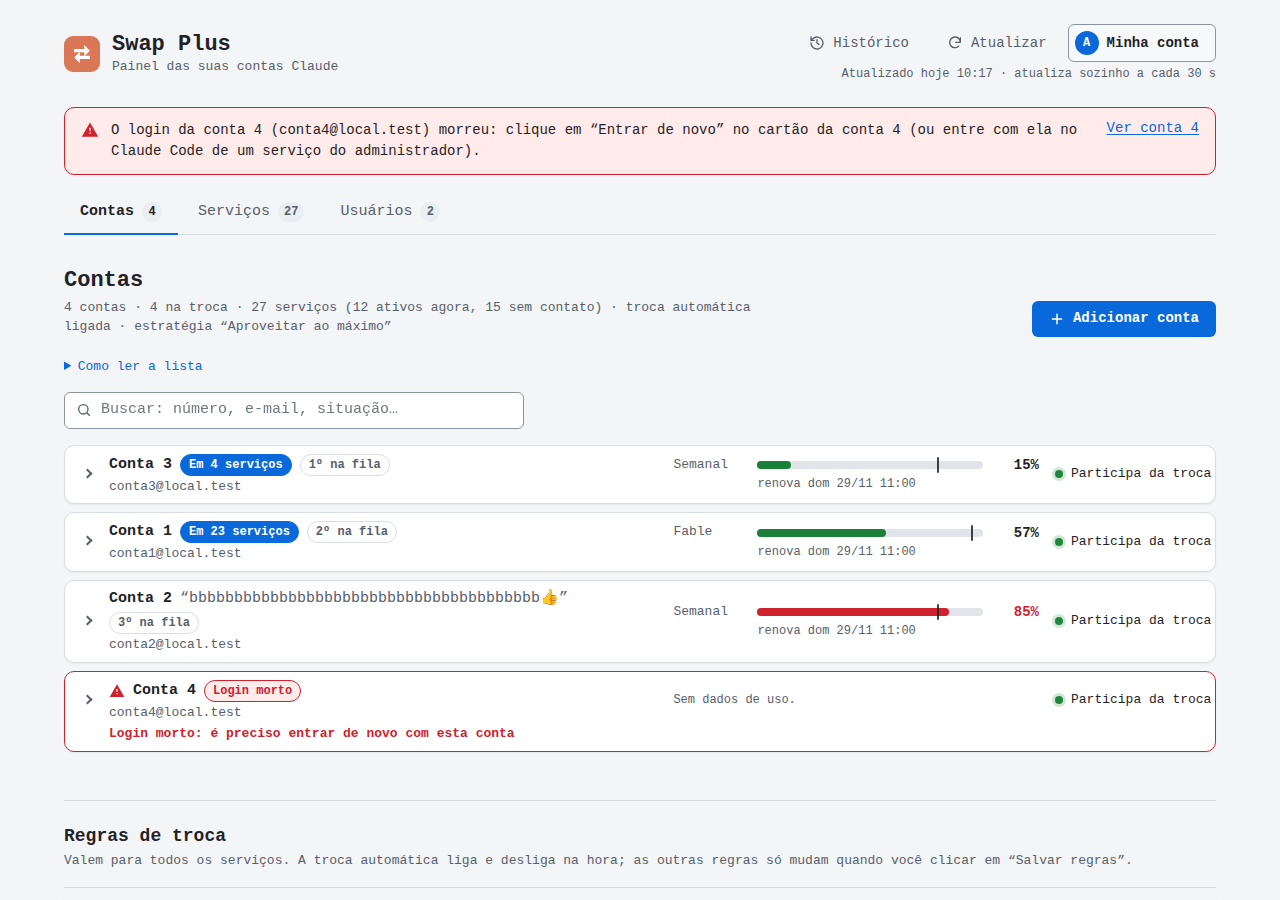 Swap Plus
Painel das suas contas Claude
Histórico
Atualizar
A Minha conta
Atualizado hoje 10:17 · atualiza sozinho a cada 30 s
O login da conta 4 (conta4@local.test) morreu: clique em “Entrar de novo” no cartão da conta 4 (ou entre com ela no
Claude Code de um serviço do administrador).
Ver conta 4
Contas 4
Serviços 27
Usuários 2
Contas
4 contas · 4 na troca · 27 serviços (12 ativos agora, 15 sem contato) · troca automática
ligada · estratégia “Aproveitar ao máximo”
Adicionar conta
Como ler a lista
Buscar: número, e-mail, situação…
Conta 3 Em 4 serviços 1º na fila
conta3@local.test
Semanal
renova dom 29/11 11:00
15%
Participa da troca
Conta 1 Em 23 serviços 2º na fila
conta1@local.test
Fable
renova dom 29/11 11:00
57%
Participa da troca
Conta 2 “bbbbbbbbbbbbbbbbbbbbbbbbbbbbbbbbbbbbbbb👍”
3º na fila
conta2@local.test
Semanal
renova dom 29/11 11:00
85%
Participa da troca
Conta 4 Login morto
conta4@local.test
Login morto: é preciso entrar de novo com esta conta
Sem dados de uso.
Participa da troca
Regras de troca
Valem para todos os serviços. A troca automática liga e desliga na hora; as outras regras só mudam quando você clicar em “Salvar regras”.